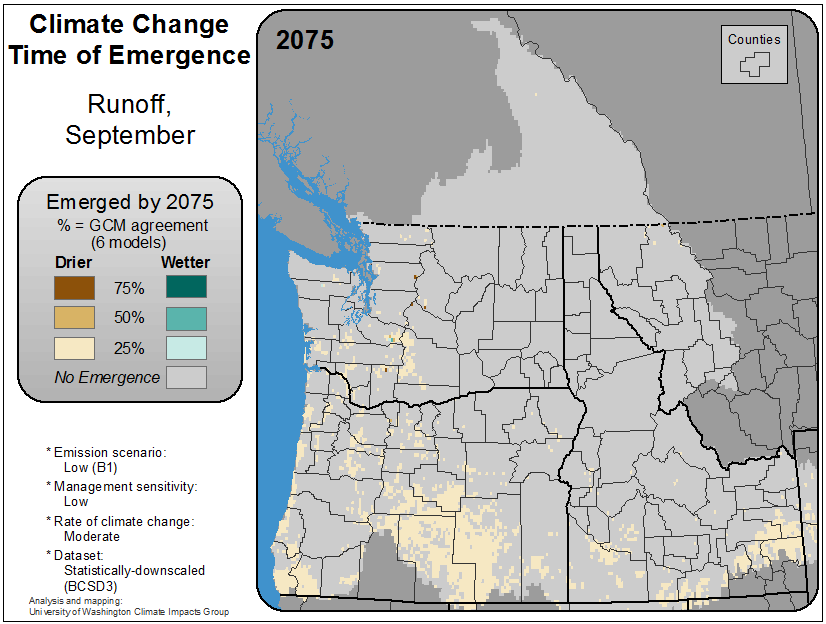 Climate Change
Time of Emergence
Runoff,
September
Emerged by 2075
% = GCM agreement
(6 models)
Drier Wetter
75%
50%
25%
No Emergence
* Emission scenario:
Low (B1)
* Management sensitivity:
Low
* Rate of climate change:
Moderate
* Dataset:
Statistically-downscaled
(BCSD3)
Analysis and mapping:
University of Washington Climate Impacts Group
2075
Counties